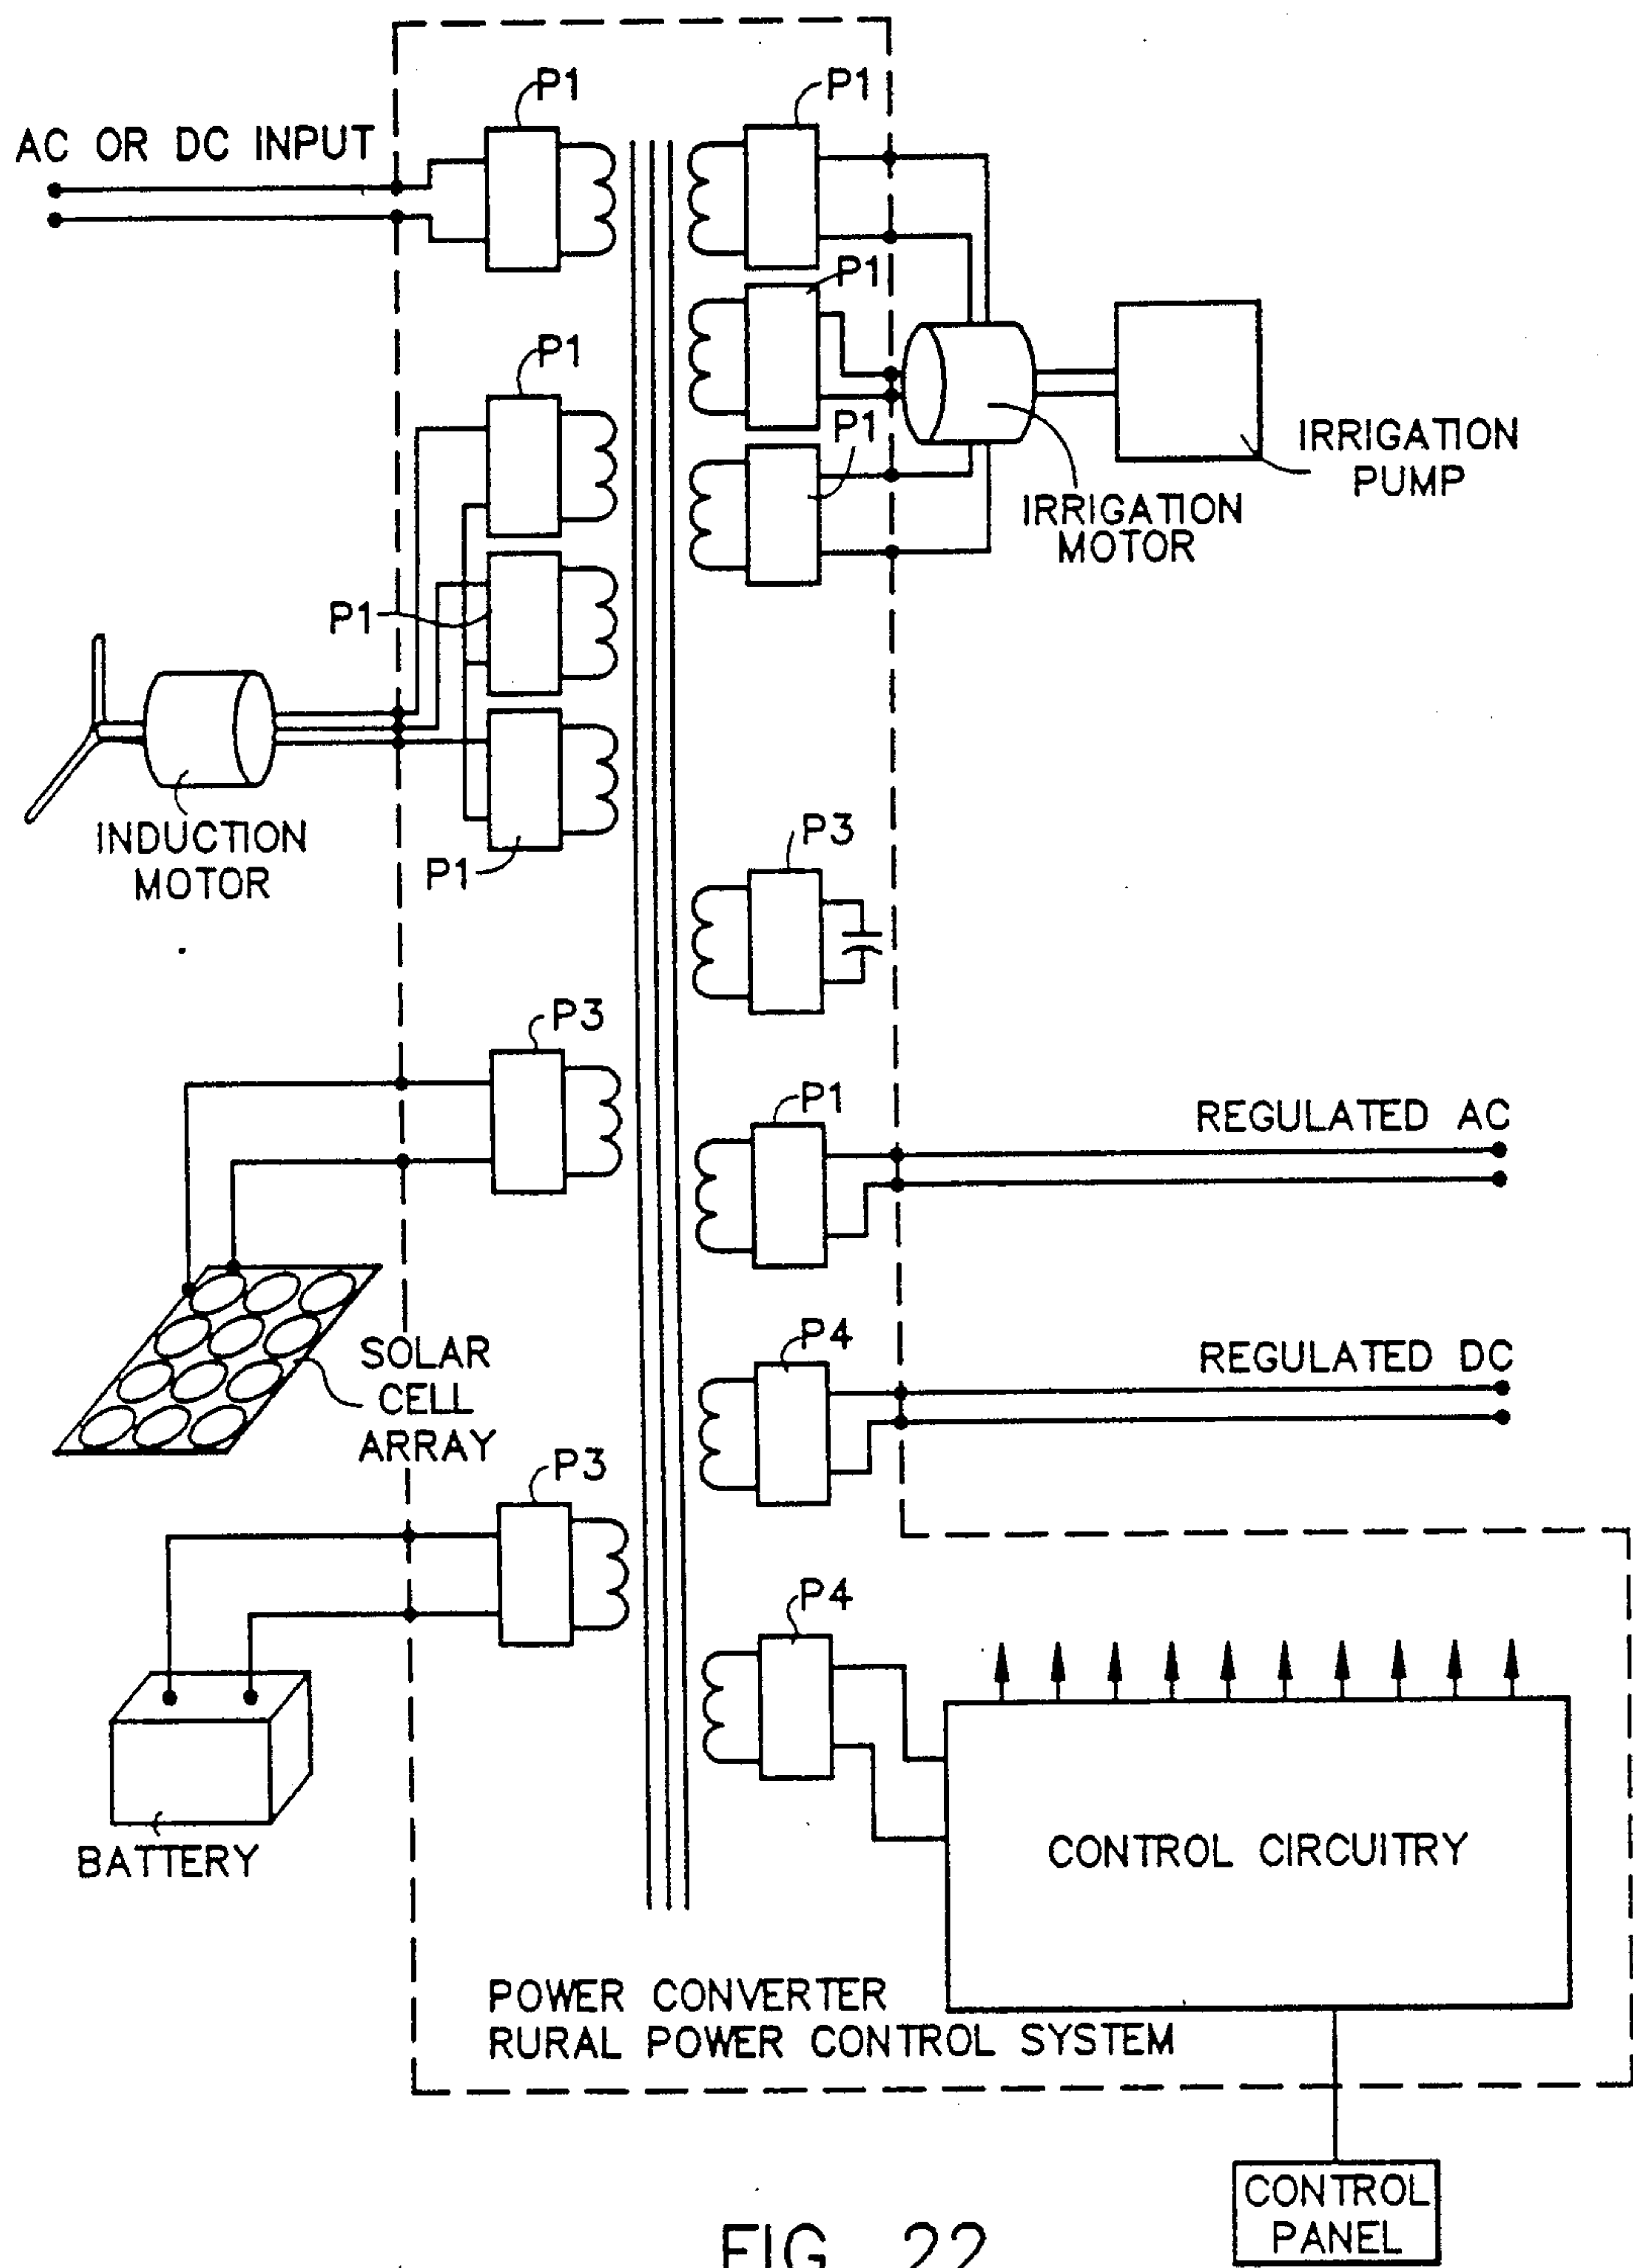 P1
P1
AC OR DC INPUT
P1
P1
P1
IRRIGATION
PUMP
IRRIGATION
MOTOR
P1
INDUCTION
MOTOR
P1
P3
P3
P1
REGULATED AC
P4
REGULATED DC
SOLAR
CELL
ARRAY
P3
P4
BATTERY
CONTROL CIRCUITRY
POWER CONVERTER
RURAL POWER CONTROL SYSTEM
CONTROL
PANEL
FIG. 22